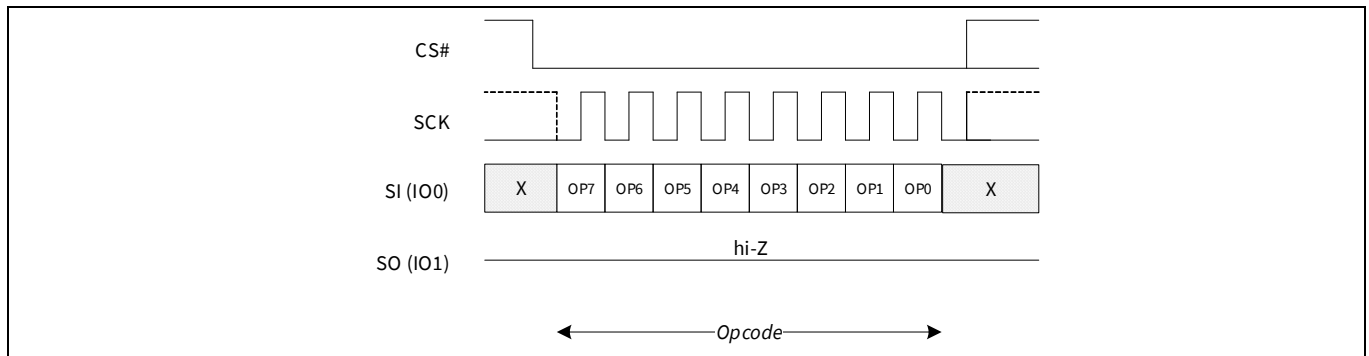 CS#
SCK
SI (IO0) X OP7 OP6 OP5 OP4 OP3 OP2 OP1 OP0 X
hi-Z
SO (IO1)
Opcode